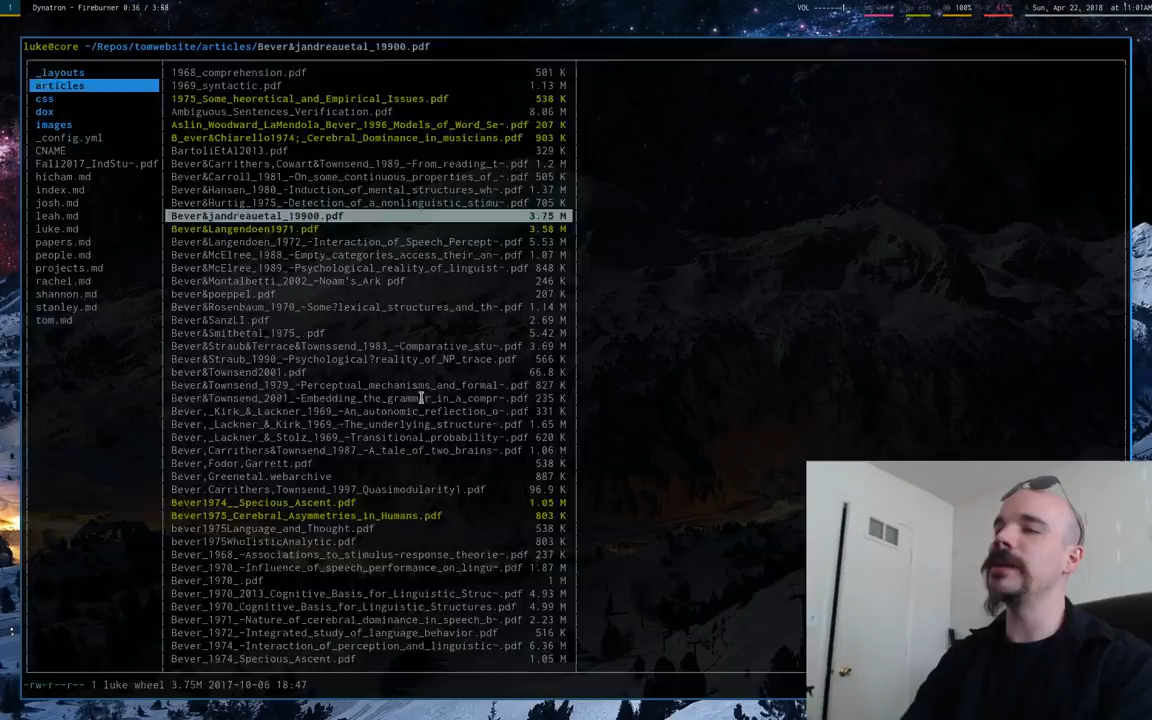 1 Dynatron - Fireburner 0:36 / 3:58 VOL 100% 61°C Sun, Apr 22, 2018 at 11:01AM
luke@core ~/Repos/tomwebsite/articles/Bever&jandreauetal_19900.pdf
_layouts 1968_comprehension.pdf 501 K
articles 1969_syntactic.pdf 1.13 M
css 1975_Some_heoretical_and_Empirical_Issues.pdf 538 K
dox Ambiguous_Sentences_Verification.pdf 8.06 M
images Aslin_Woodward_LaMendola_Bever_1996_Models_of_Word_Se~.pdf 207 K
_config.yml B_ever&Chiarello1974;_Cerebral_Dominance_in_musicians.pdf 903 K
CNAME BartoliEtAl2013.pdf 329 K
Fall2017_IndStu~.pdf Bever&Carrithers,Cowart&Townsend_1989_-From_reading_t~.pdf 1.2 M
hicham.md Bever&Carroll_1981_-On_some_continuous_properties_of_~.pdf 505 K
index.md Bever&Hansen_1980_-Induction_of_mental_structures_wh~.pdf 1.37 M
josh.md Bever&Hurtig_1975_-Detection_of_a_nonlinguistic_stimu~.pdf 705 K
leah.md Bever&jandreauetal_19900.pdf 3.75 M
luke.md Bever&Langendoen1971.pdf 3.58 M
papers.md Bever&Langendoen_1972_-Interaction_of_Speech_Percept~.pdf 5.53 M
people.md Bever&McElree_1988_-Empty_categories_access_their_an~.pdf 1.07 M
projects.md Bever&McElree_1989_-Psychological_reality_of_linguist~.pdf 848 K
rachel.md Bever&Montalbetti_2002_-Noam's_Ark pdf 246 K
shannon.md bever&poeppel.pdf 207 K
stanley.md Bever&Rosenbaum_1970_-Some?lexical_structures_and_th~.pdf 1.14 M
tom.md Bever&SanzLI.pdf 2.69 M
Bever&Smithetal_1975_.pdf 5.42 M
Bever&Straub&Terrace&Townssend_1983_-Comparative_stu~.pdf 3.69 M
Bever&Straub_1990_-Psychological?reality_of_NP_trace.pdf 566 K
bever&Townsend2001.pdf 66.8 K
Bever&Townsend_1979_-Perceptual_mechanisms_and_formal~.pdf 827 K
Bever&Townsend_2001_-Embedding_the_grammar_in_a_compr~.pdf 235 K
Bever,_Kirk_&_Lackner_1969_-An_autonomic_reflection_o~.pdf 331 K
Bever,_Lackner_&_Kirk_1969_-The_underlying_structure~.pdf 1.65 M
Bever,_Lackner_&_Stolz_1969_-Transitional_probability~.pdf 620 K
Bever,Carrithers&Townsend_1987_-A_tale_of_two_brains~.pdf 1.06 M
Bever,Fodor,Garrett.pdf 538 K
Bever,Greenetal.webarchive 887 K
Bever.Carrithers,Townsend_1997_Quasimodularity1.pdf 96.9 K
Bever1974__Specious_Ascent.pdf 1.05 M
Bever1975_Cerebral_Asymmetries_in_Humans.pdf 803 K
bever1975Language_and_Thought.pdf 538 K
bever1975WholisticAnalytic.pdf 803 K
Bever_1968_-Associations_to_stimulus-response_theorie~.pdf 237 K
Bever_1970_-Influence_of_speech_performance_on_lingu~.pdf 1.87 M
Bever_1970_.pdf 1 M
Bever_1970_2013_Cognitive_Basis_for_Linguistic_Struc~.pdf 4.93 M
Bever_1970_Cognitive_Basis_for_Linguistic_Structures.pdf 4.99 M
Bever_1971_-Nature_of_cerebral_dominance_in_speech_b~.pdf 2.23 M
Bever_1972_-Integrated_study_of_language_behavior.pdf 516 K
Bever_1974_-Interaction_of_perception_and_linguistic~.pdf 6.36 M
Bever_1974_Specious_Ascent.pdf 1.05 M
-rw-r--r-- 1 luke wheel 3.75M 2017-10-06 18:47